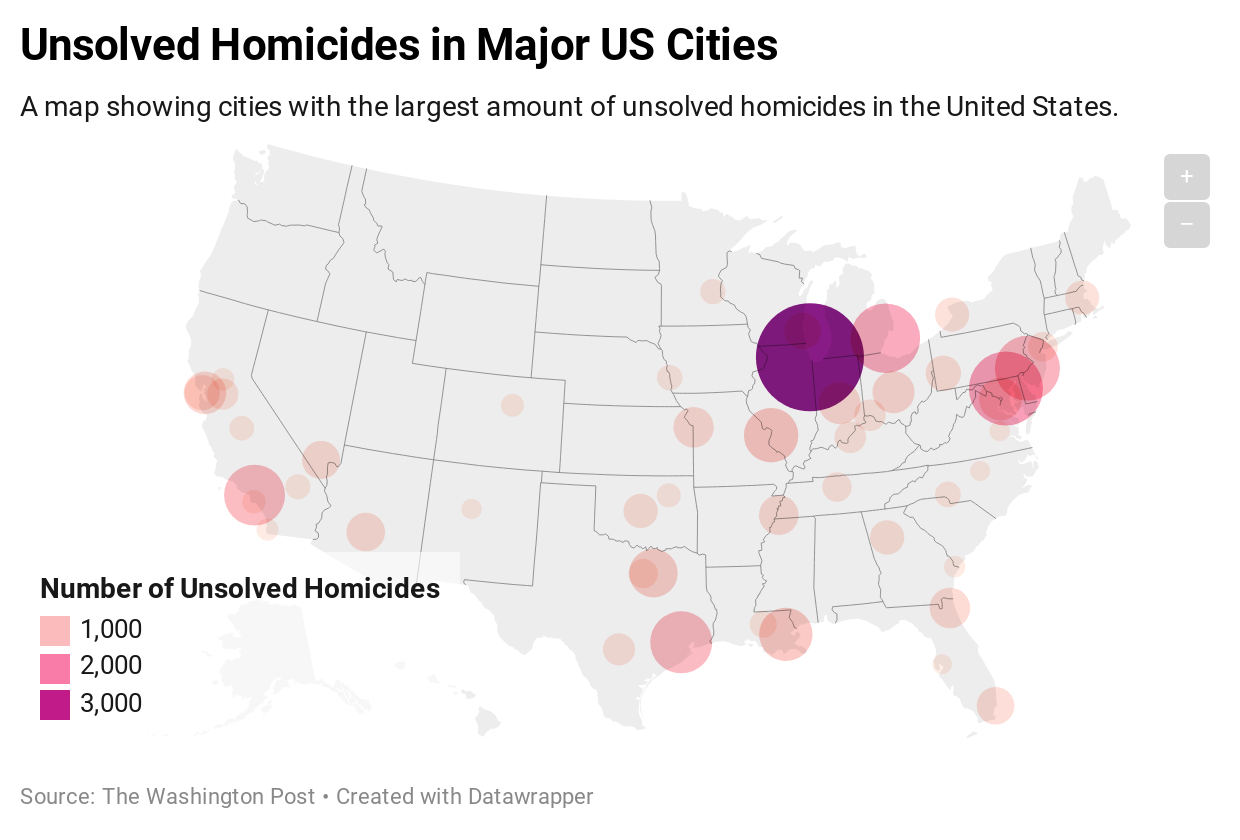 Unsolved Homicides in Major US Cities
A map showing cities with the largest amount of unsolved homicides in the United States.
+
−
Number of Unsolved Homicides
1,000
2,000
3,000
Source: The Washington Post • Created with Datawrapper